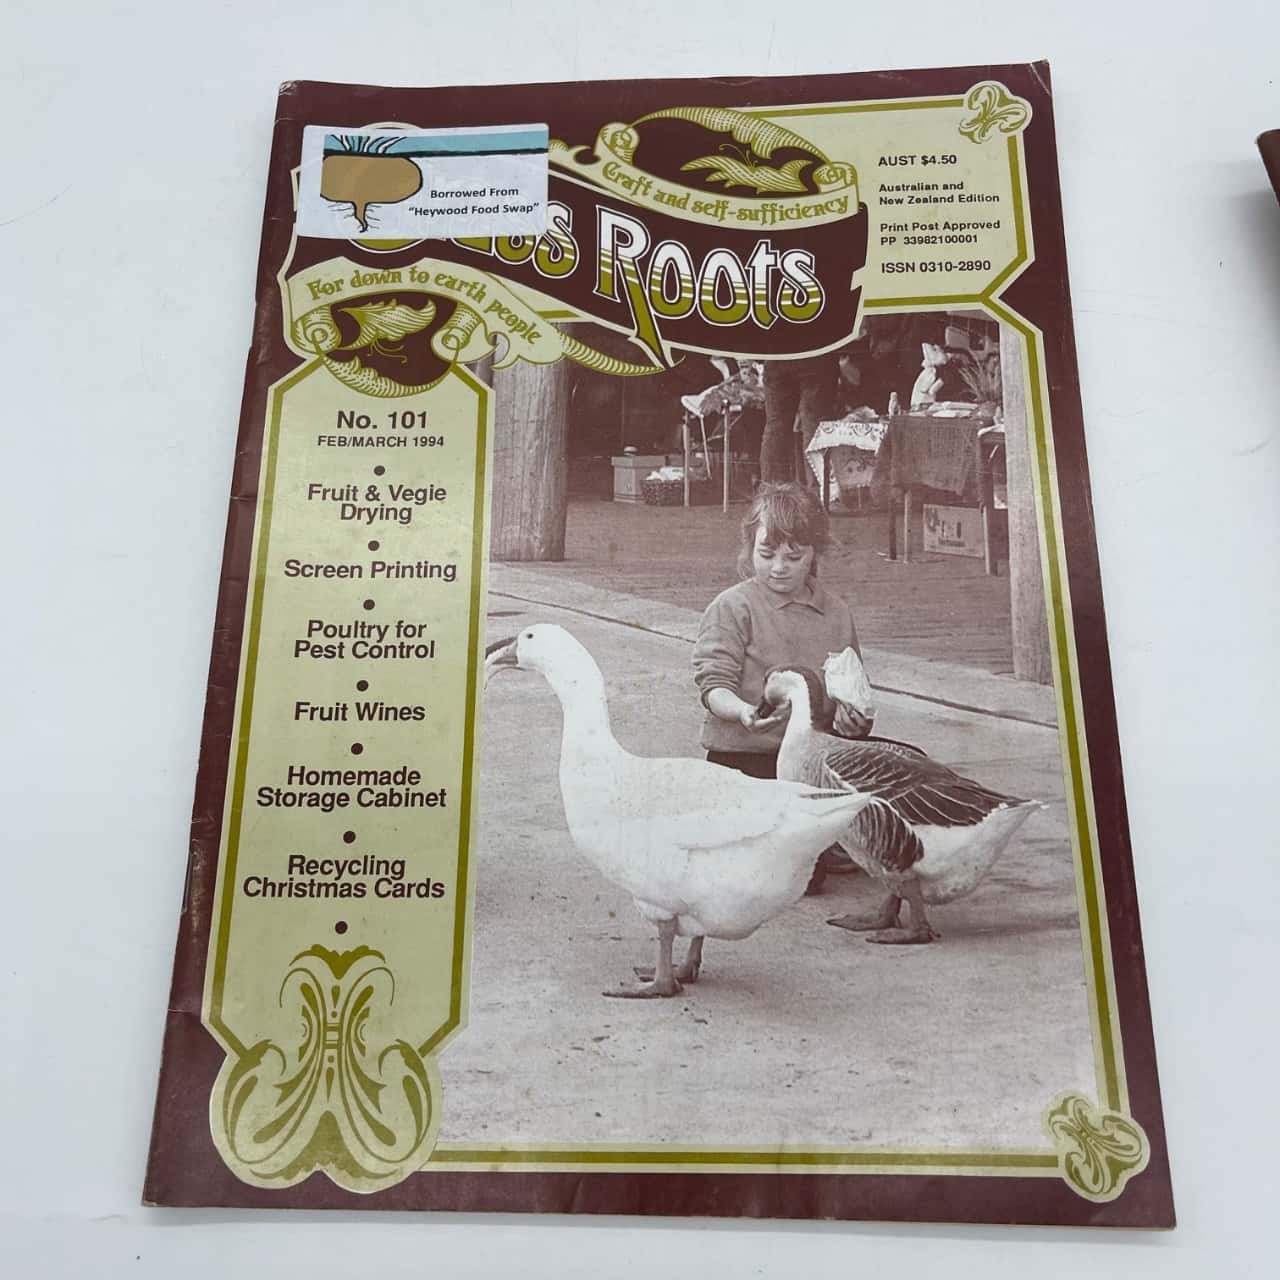 Borrowed From
"Heywood Food Swap"
Craft and self-sufficiency
Roots
For down to earth people
AUST $4.50
Australian and
New Zealand Edition
Print Post Approved
PP 33982100001
ISSN 0310-2890
No. 101
FEB/MARCH 1994
Fruit & Vegie
Drying
Screen Printing
Poultry for
Pest Control
Fruit Wines
Homemade
Storage Cabinet
Recycling
Christmas Cards